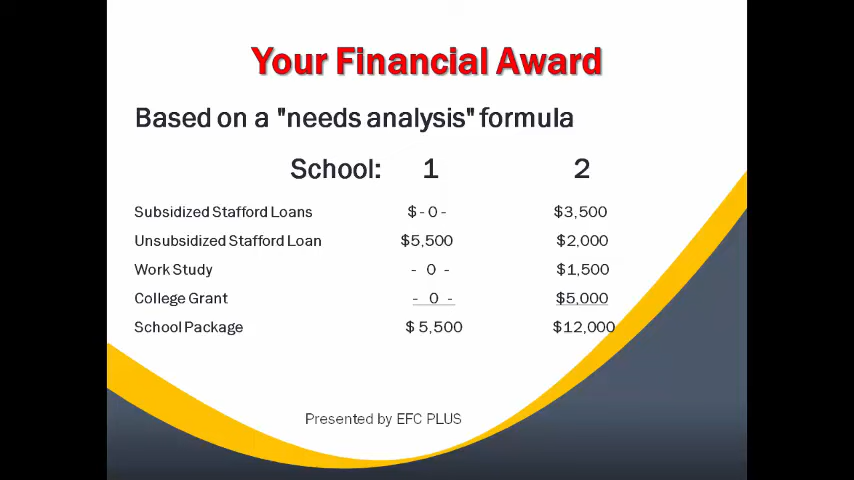 Your Financial Award
Based on a "needs analysis" formula
School: 1 2
Subsidized Stafford Loans $ - 0 - $3,500
Unsubsidized Stafford Loan $5,500 $2,000
Work Study - 0 - $1,500
College Grant - 0 - $5,000
School Package $ 5,500 $12,000
Presented by EFC PLUS